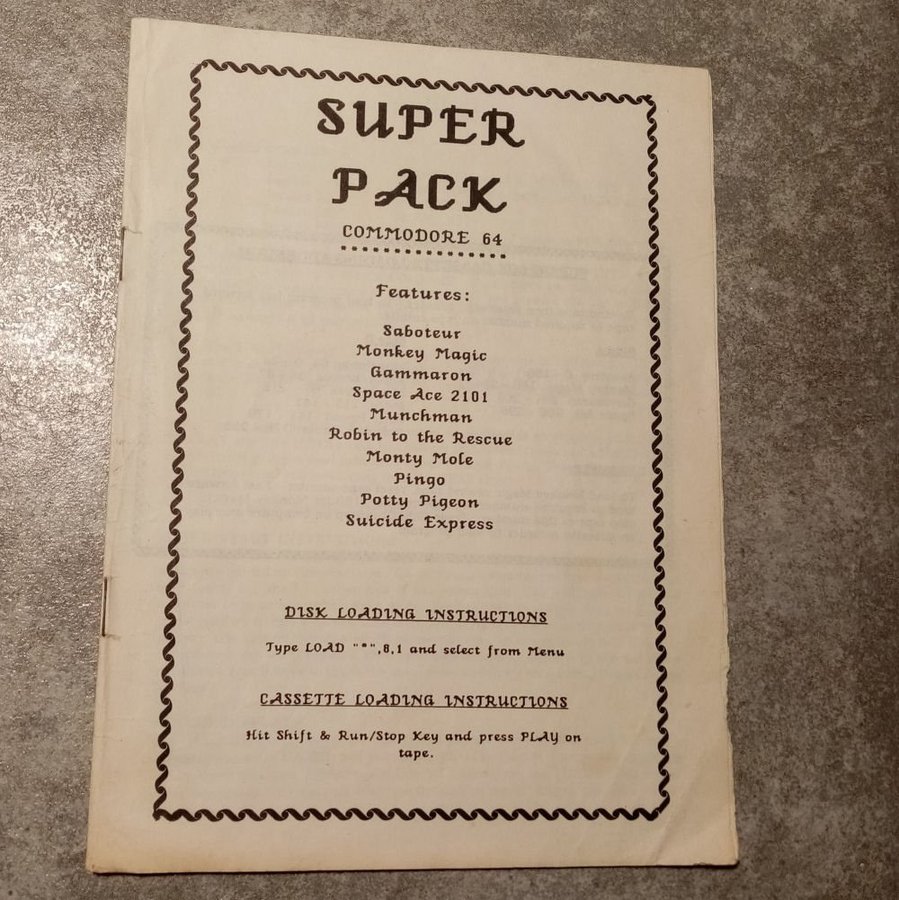 SUPER
PACK
COMMODORE 64
Features:
Saboteur
Monkey Magic
Gammaron
Space Ace 2101
Munchman
Robin to the Rescue
Monty Mole
Pingo
Potty Pigeon
Suicide Express
DISK LOADING INSTRUCTIONS
Type LOAD "*",8,1 and select from Menu
CASSETTE LOADING INSTRUCTIONS
Hit Shift & Run/Stop Key and press PLAY on
tape.